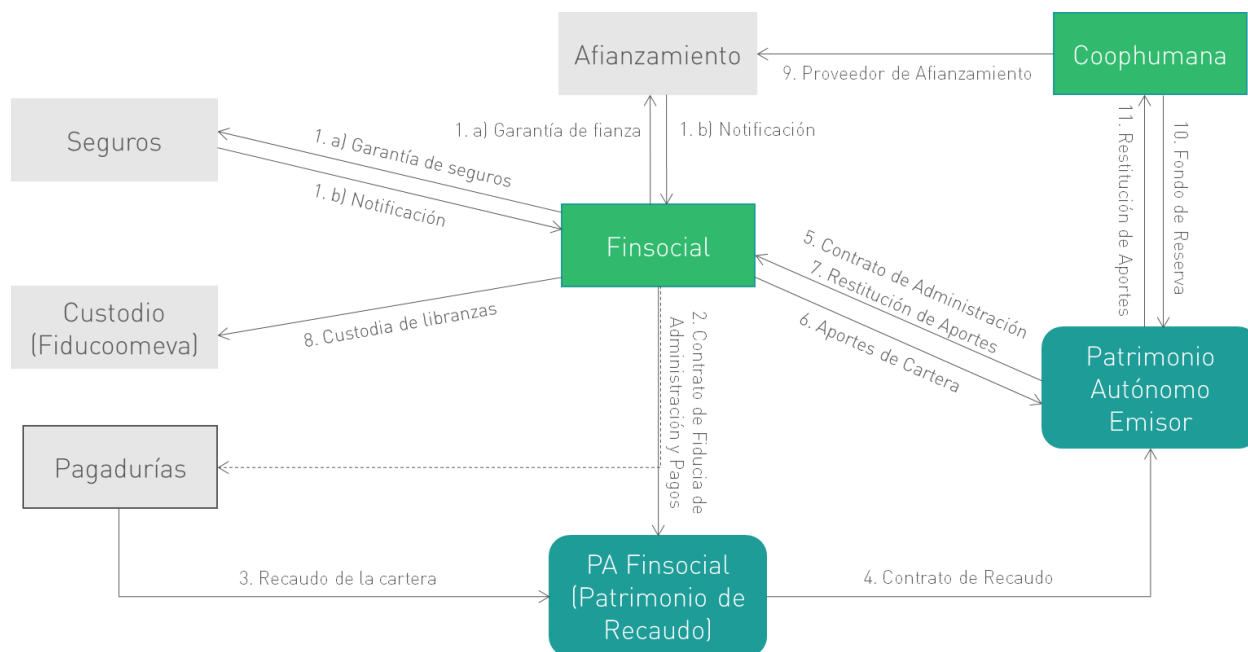 Afianzamiento
9. Proveedor de Afianzamiento
Coophumana
Seguros
1. a) Garantía de seguros
1. b) Notificación
1. a) Garantía de fianza
1. b) Notificación
11. Restitución de Aportes
10. Fondo de Reserva
Finsocial
5. Contrato de Administración
7. Restitución de Aportes
6. Aportes de Cartera
Custodio
(Fiducoomeva)
8. Custodia de libranzas
2. Contrato de Fiducia de
Administración y Pagos
Patrimonio
Autónomo
Emisor
Pagadurías
3. Recaudo de la cartera
PA Finsocial
(Patrimonio de
Recaudo)
4. Contrato de Recaudo